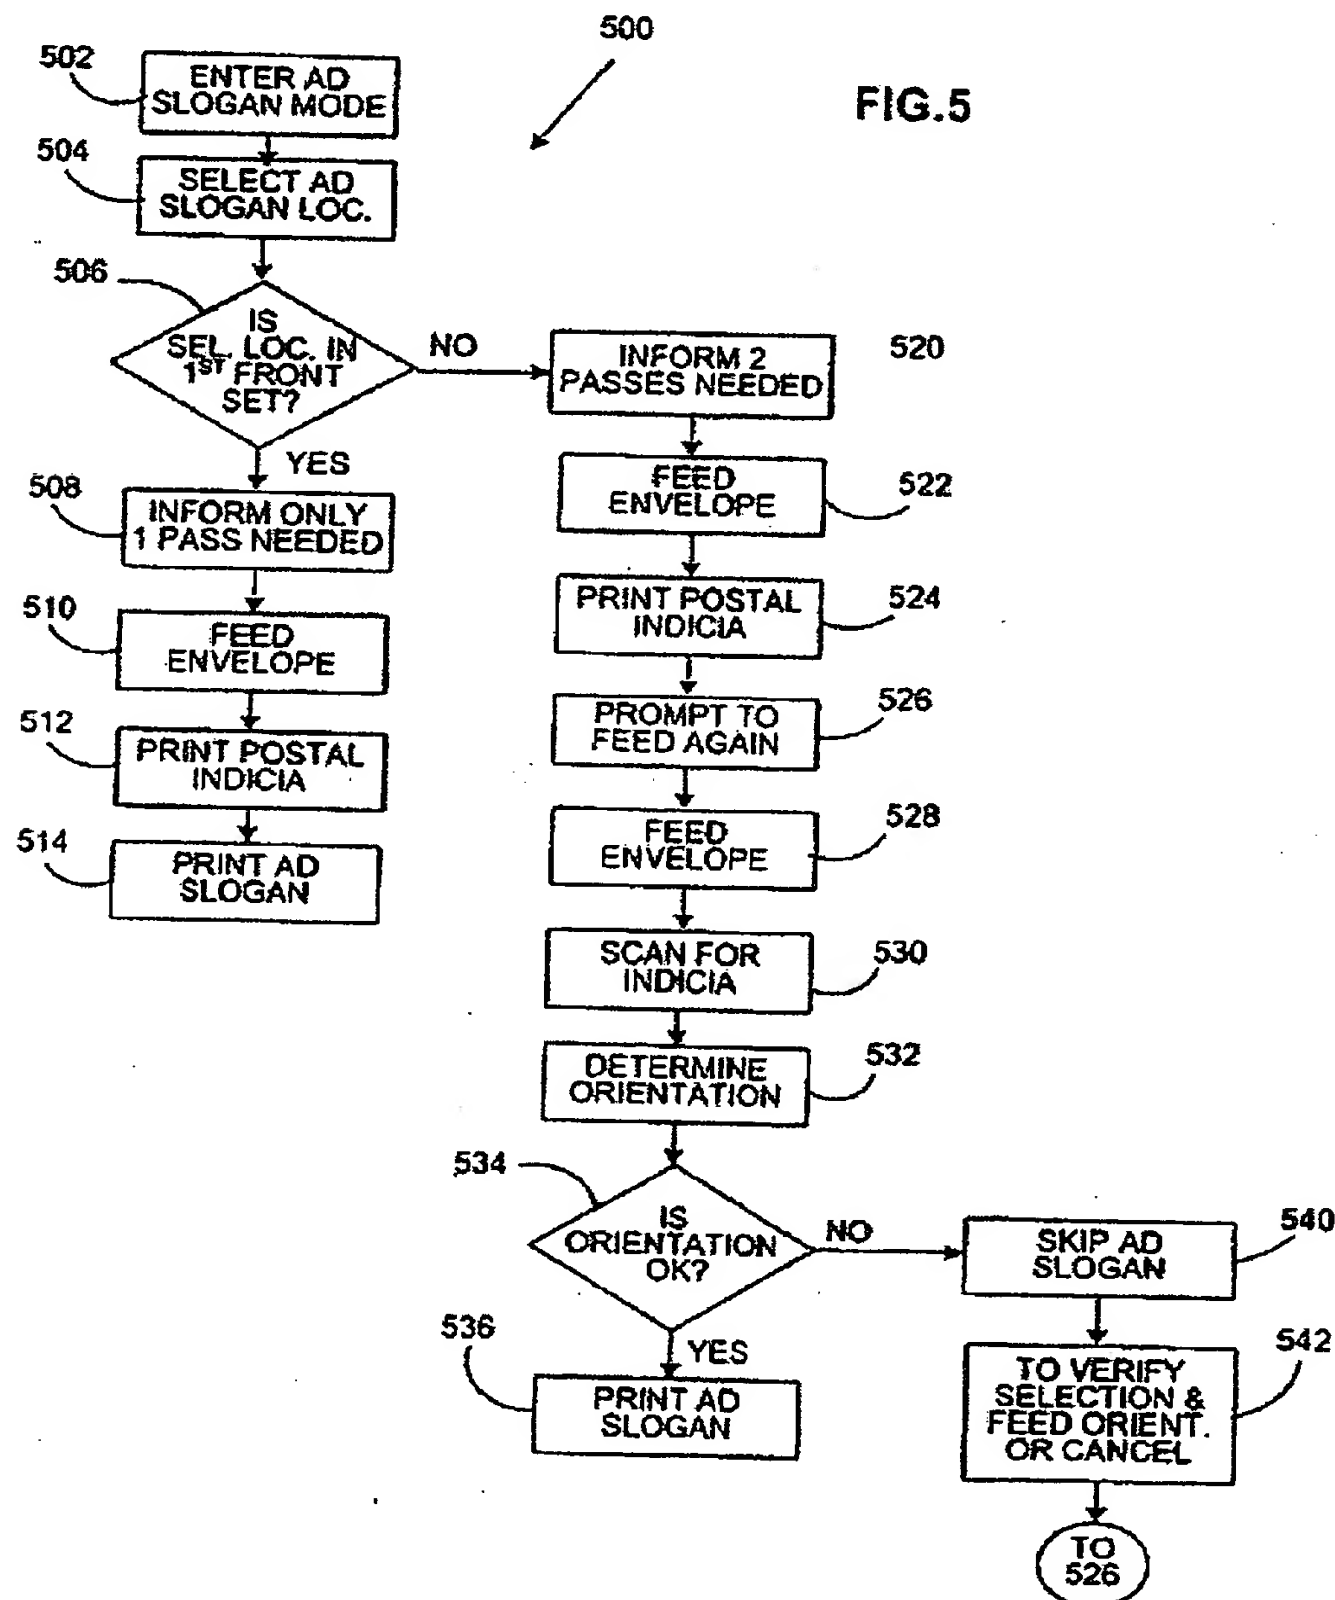 500
FIG.5
502
ENTER AD
SLOGAN MODE
504
SELECT AD
SLOGAN LOC.
506
IS
SEL. LOC. IN
1ST FRONT
SET?
NO
YES
508
INFORM ONLY
1 PASS NEEDED
510
FEED
ENVELOPE
512
PRINT POSTAL
INDICIA
514
PRINT AD
SLOGAN
INFORM 2
PASSES NEEDED
520
FEED
ENVELOPE
522
PRINT POSTAL
INDICIA
524
PROMPT TO
FEED AGAIN
526
FEED
ENVELOPE
528
SCAN FOR
INDICIA
530
DETERMINE
ORIENTATION
532
534
IS
ORIENTATION
OK?
NO
YES
536
PRINT AD
SLOGAN
SKIP AD
SLOGAN
540
TO VERIFY
SELECTION &
FEED ORIENT.
OR CANCEL
542
TO
526